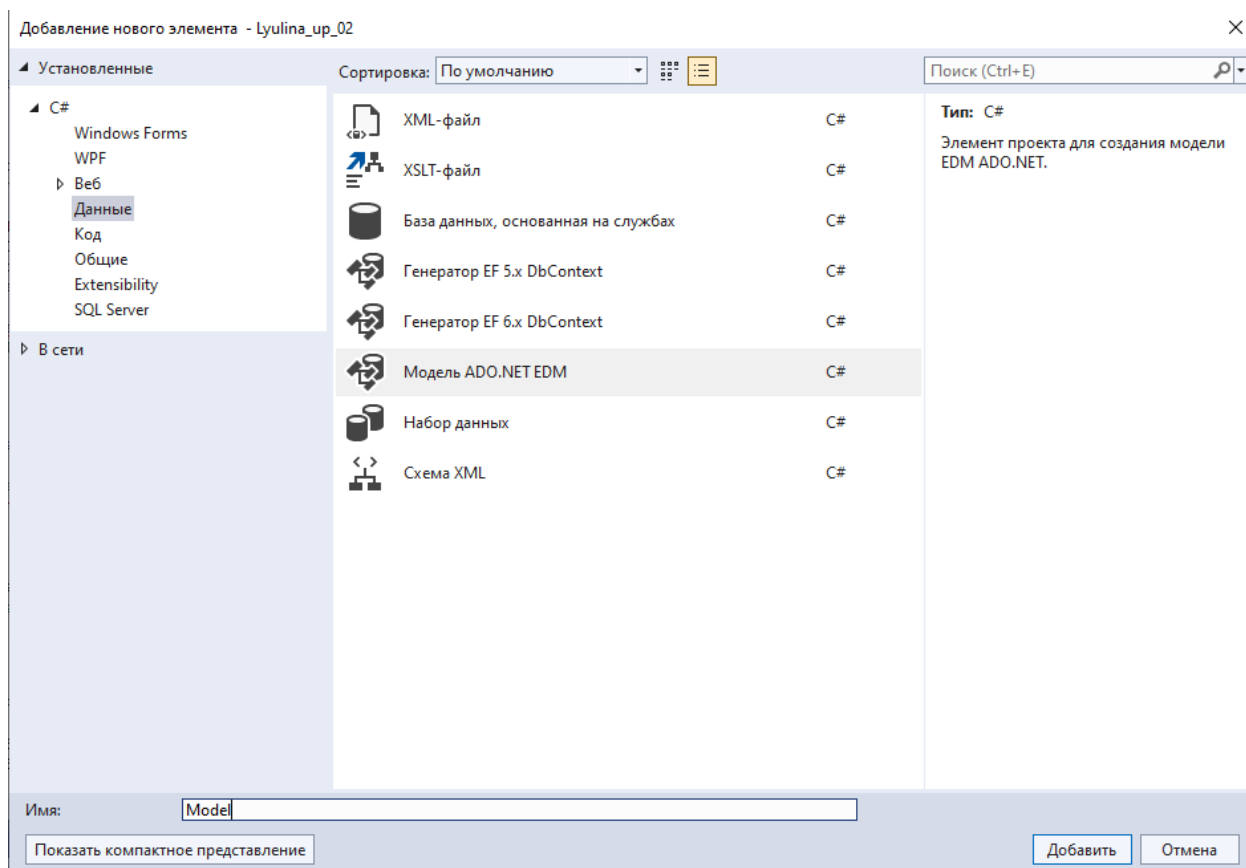 Добавление нового элемента - Lyulina_up_02
Установленные
Сортировка: По умолчанию
Поиск (Ctrl+E)
C#
Windows Forms
WPF
Веб
Данные
Код
Общие
Extensibility
SQL Server
В сети
XML-файл C#
XSLT-файл C#
База данных, основанная на службах C#
Генератор EF 5.x DbContext C#
Генератор EF 6.x DbContext C#
Модель ADO.NET EDM C#
Набор данных C#
Схема XML C#
Тип: C#
Элемент проекта для создания модели
EDM ADO.NET.
Имя: Model
Показать компактное представление
Добавить Отмена